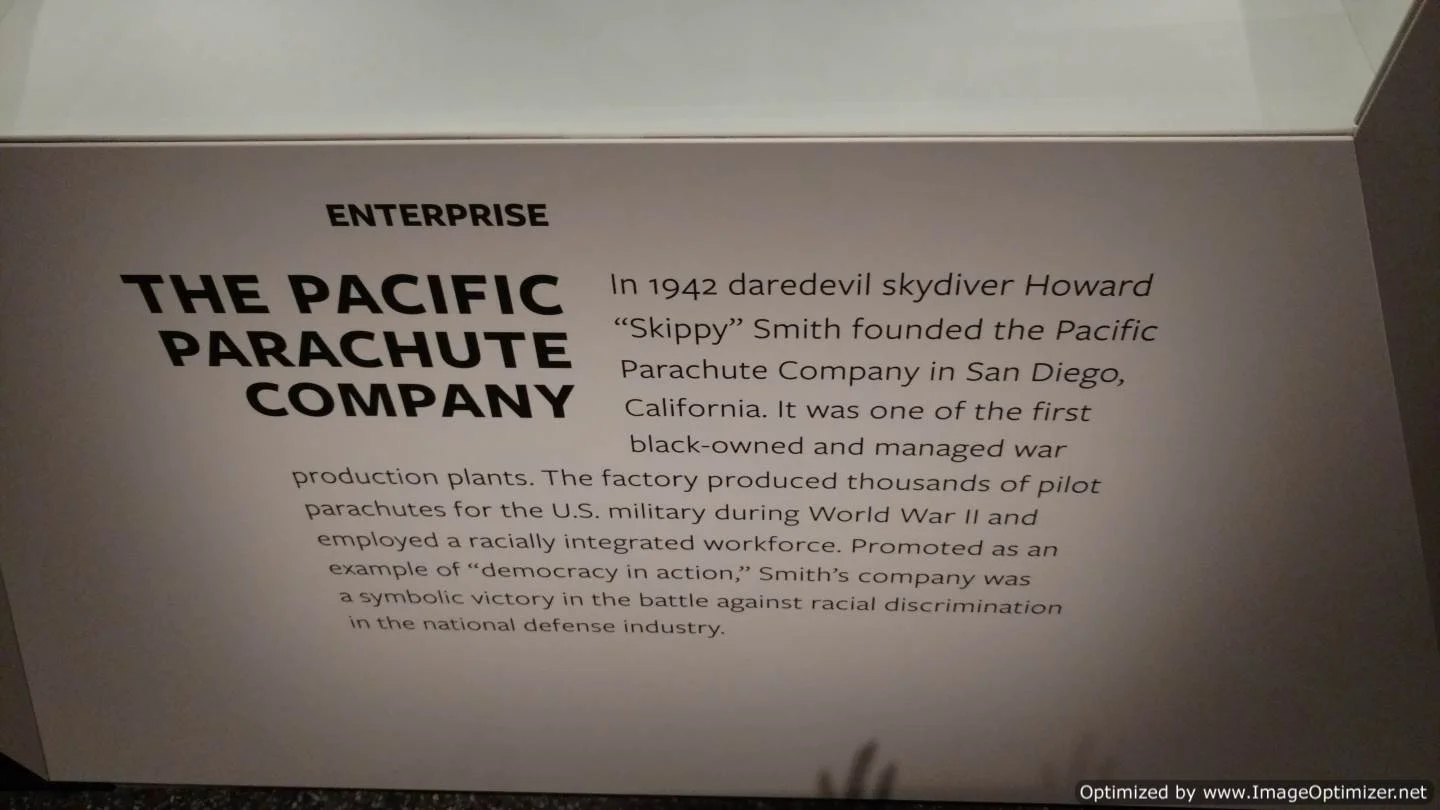 ENTERPRISE
THE PACIFIC
PARACHUTE
COMPANY
In 1942 daredevil skydiver Howard
“Skippy” Smith founded the Pacific
Parachute Company in San Diego,
California. It was one of the first
black-owned and managed war
production plants. The factory produced thousands of pilot
parachutes for the U.S. military during World War II and
employed a racially integrated workforce. Promoted as an
example of “democracy in action,” Smith’s company was
a symbolic victory in the battle against racial discrimination
in the national defense industry.
Optimized by www.ImageOptimizer.net